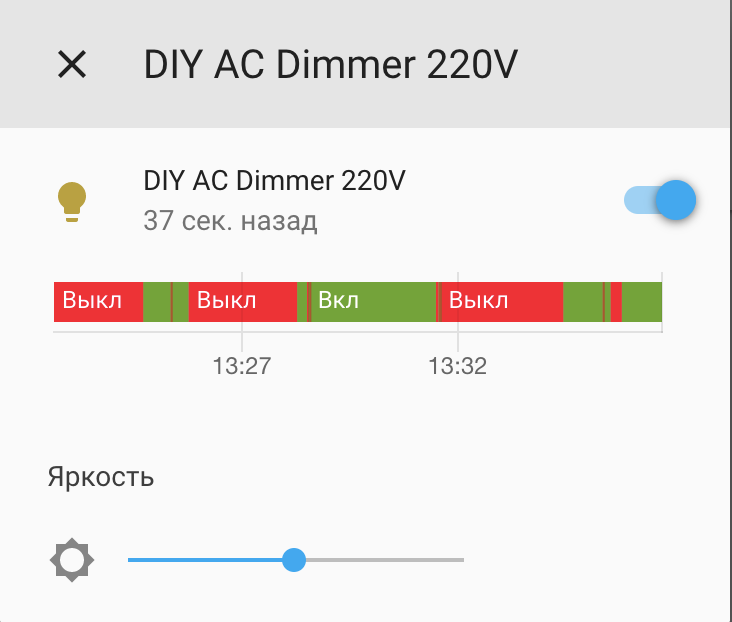 DIY AC Dimmer 220V
DIY AC Dimmer 220V
37 сек. назад
Выкл Выкл Вкл Выкл
13:27 13:32
Яркость